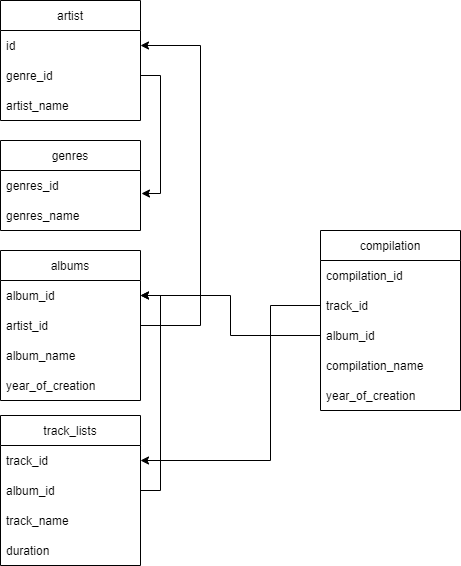 artist
id
genre_id
artist_name
genres
genres_id
genres_name
albums
album_id
artist_id
album_name
year_of_creation
track_lists
track_id
album_id
track_name
duration
compilation
compilation_id
track_id
album_id
compilation_name
year_of_creation